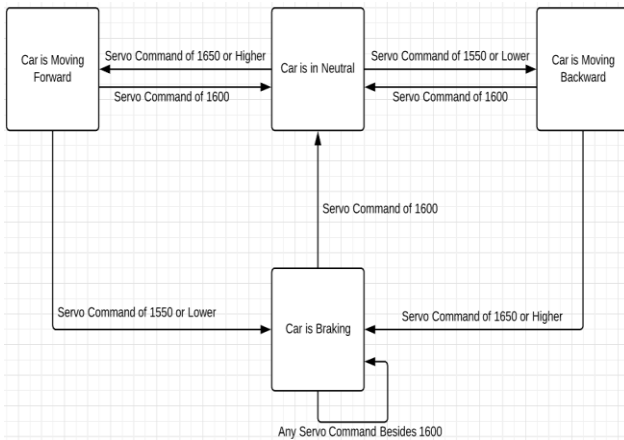 Car is Moving
Forward
Servo Command of 1650 or Higher
Servo Command of 1600
Car is in Neutral
Servo Command of 1550 or Lower
Servo Command of 1600
Car is Moving
Backward
Servo Command of 1600
Servo Command of 1550 or Lower
Car is Braking
Servo Command of 1650 or Higher
Any Servo Command Besides 1600